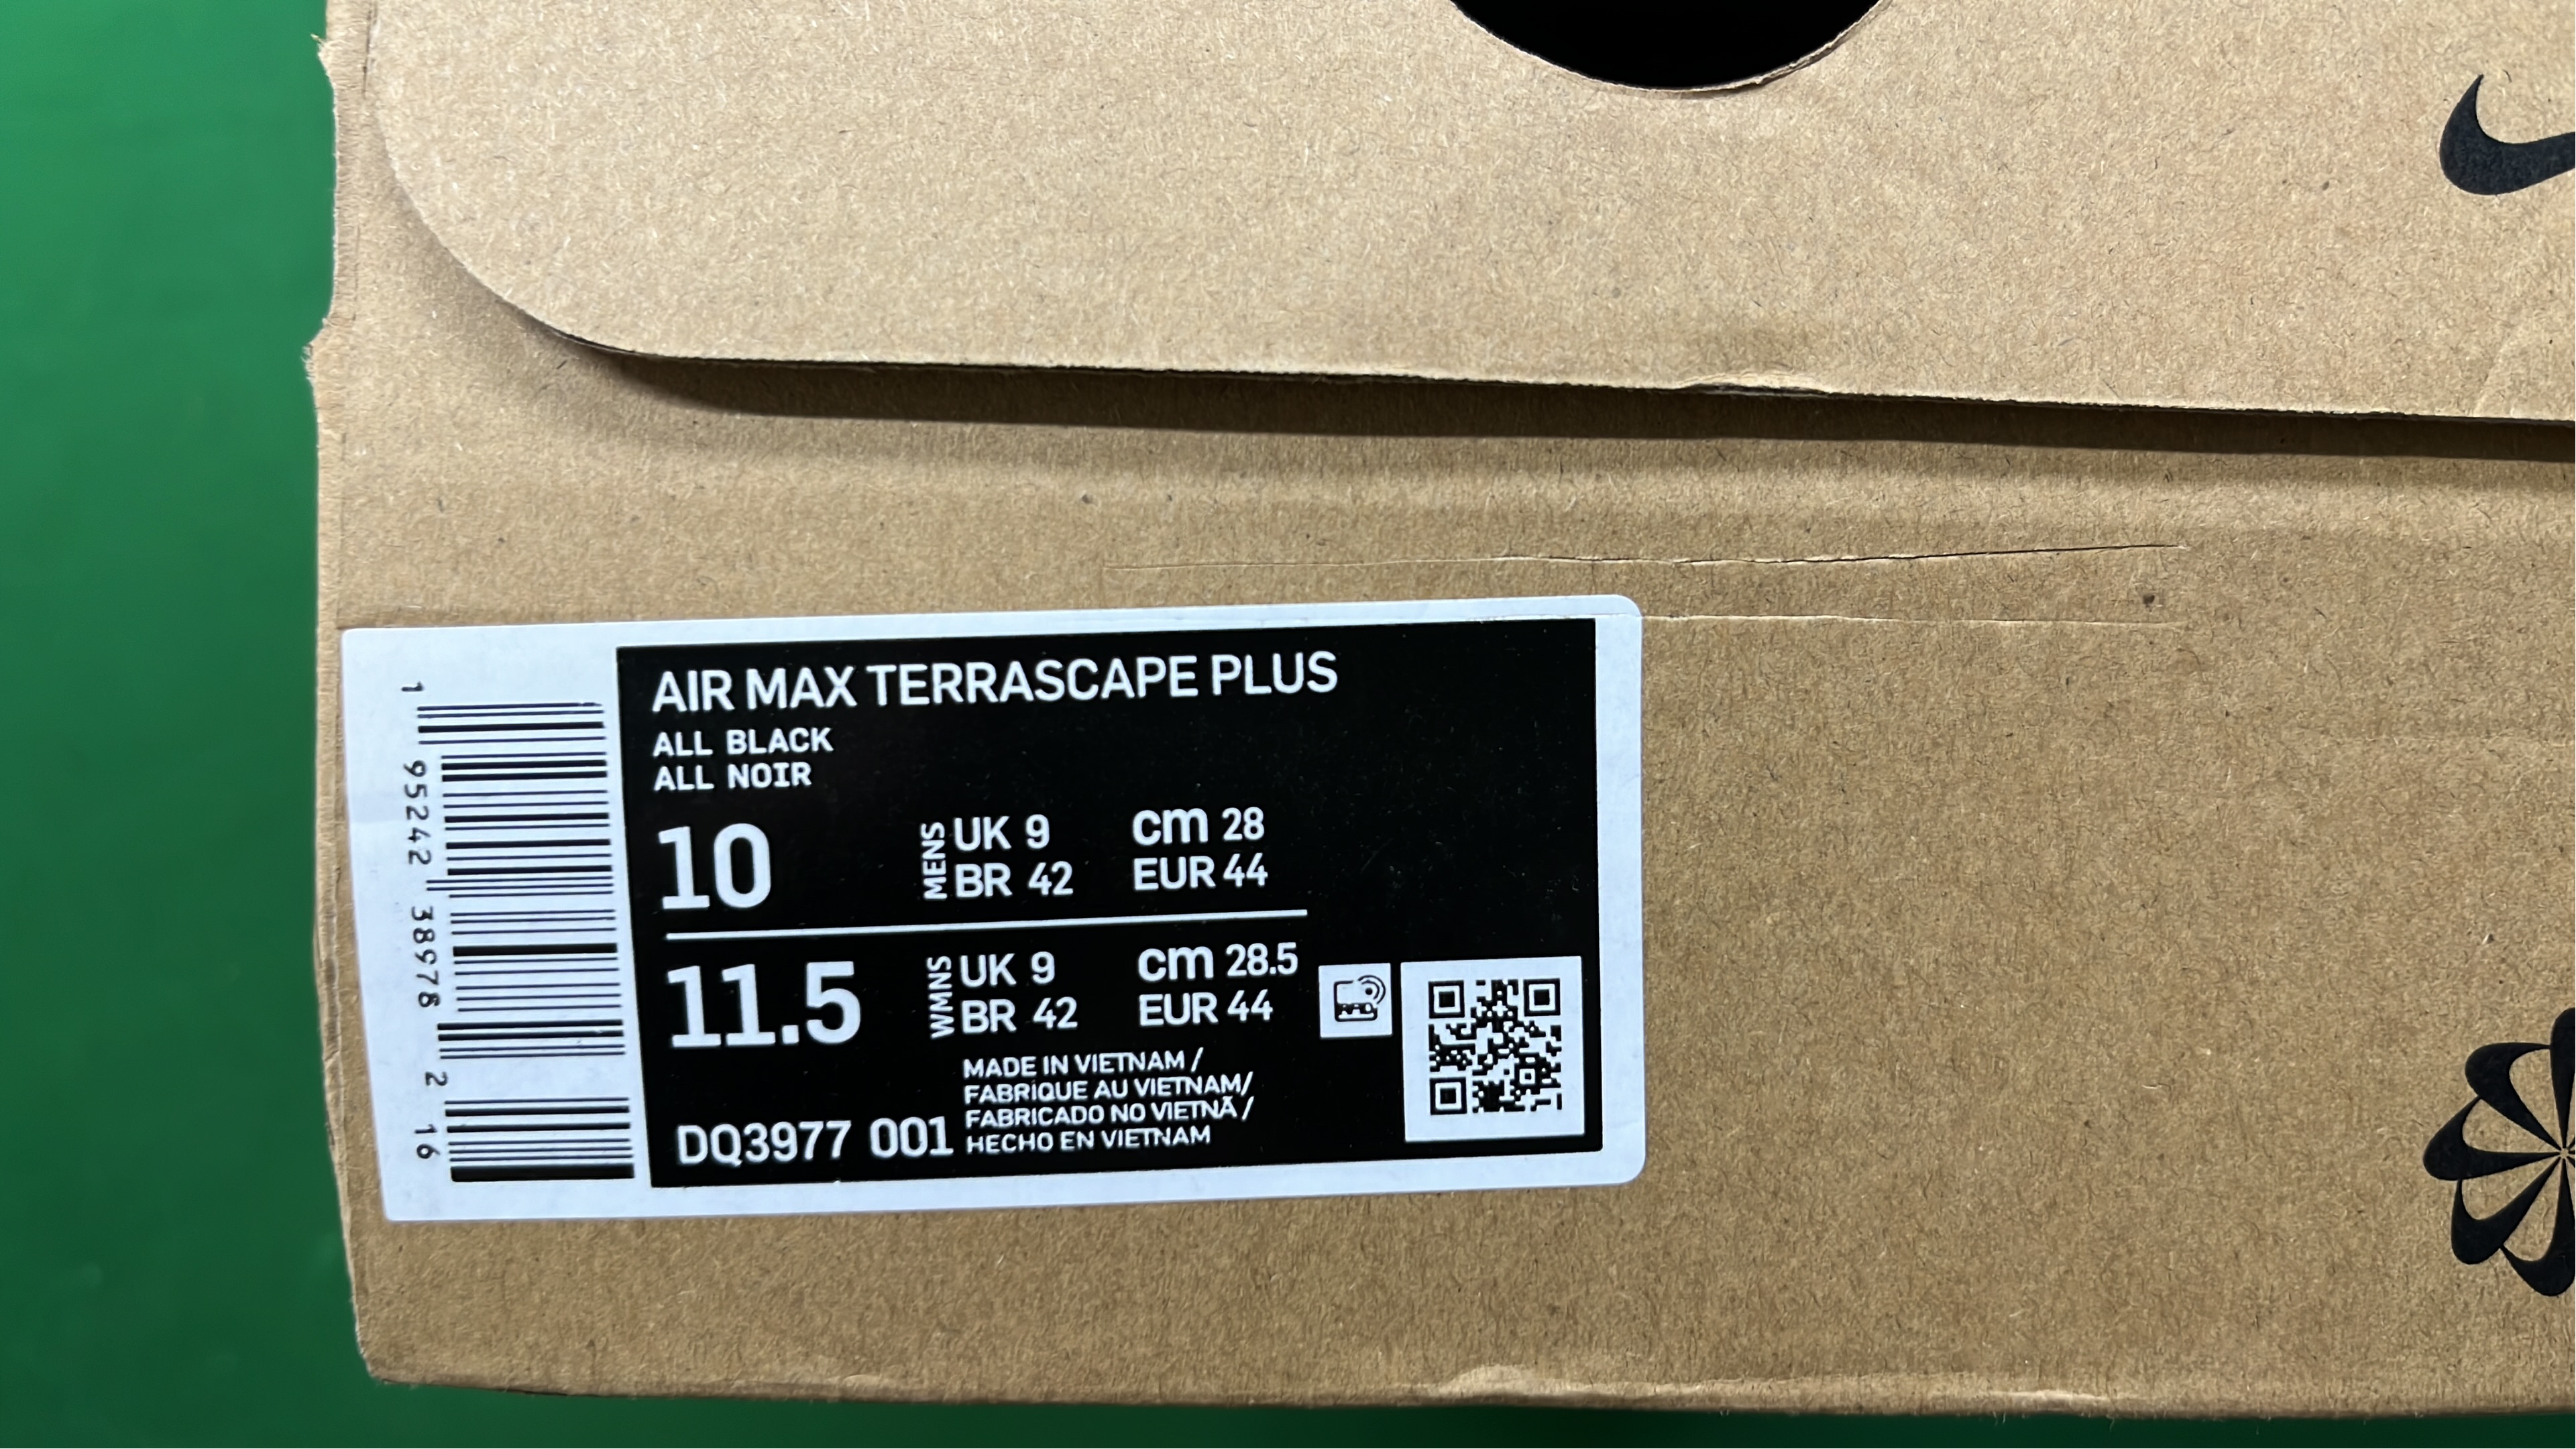 AIR MAX TERRASCAPE PLUS
ALL BLACK
ALL NOIR
10 MENS UK 9 cm 28
BR 42 EUR 44
11.5 WMNS UK 9 cm 28.5
BR 42 EUR 44
MADE IN VIETNAM /
FABRIQUE AU VIETNAM/
FABRICADO NO VIETNÃ /
HECHO EN VIETNAM
DQ3977 001
1 95242 38978 2 16